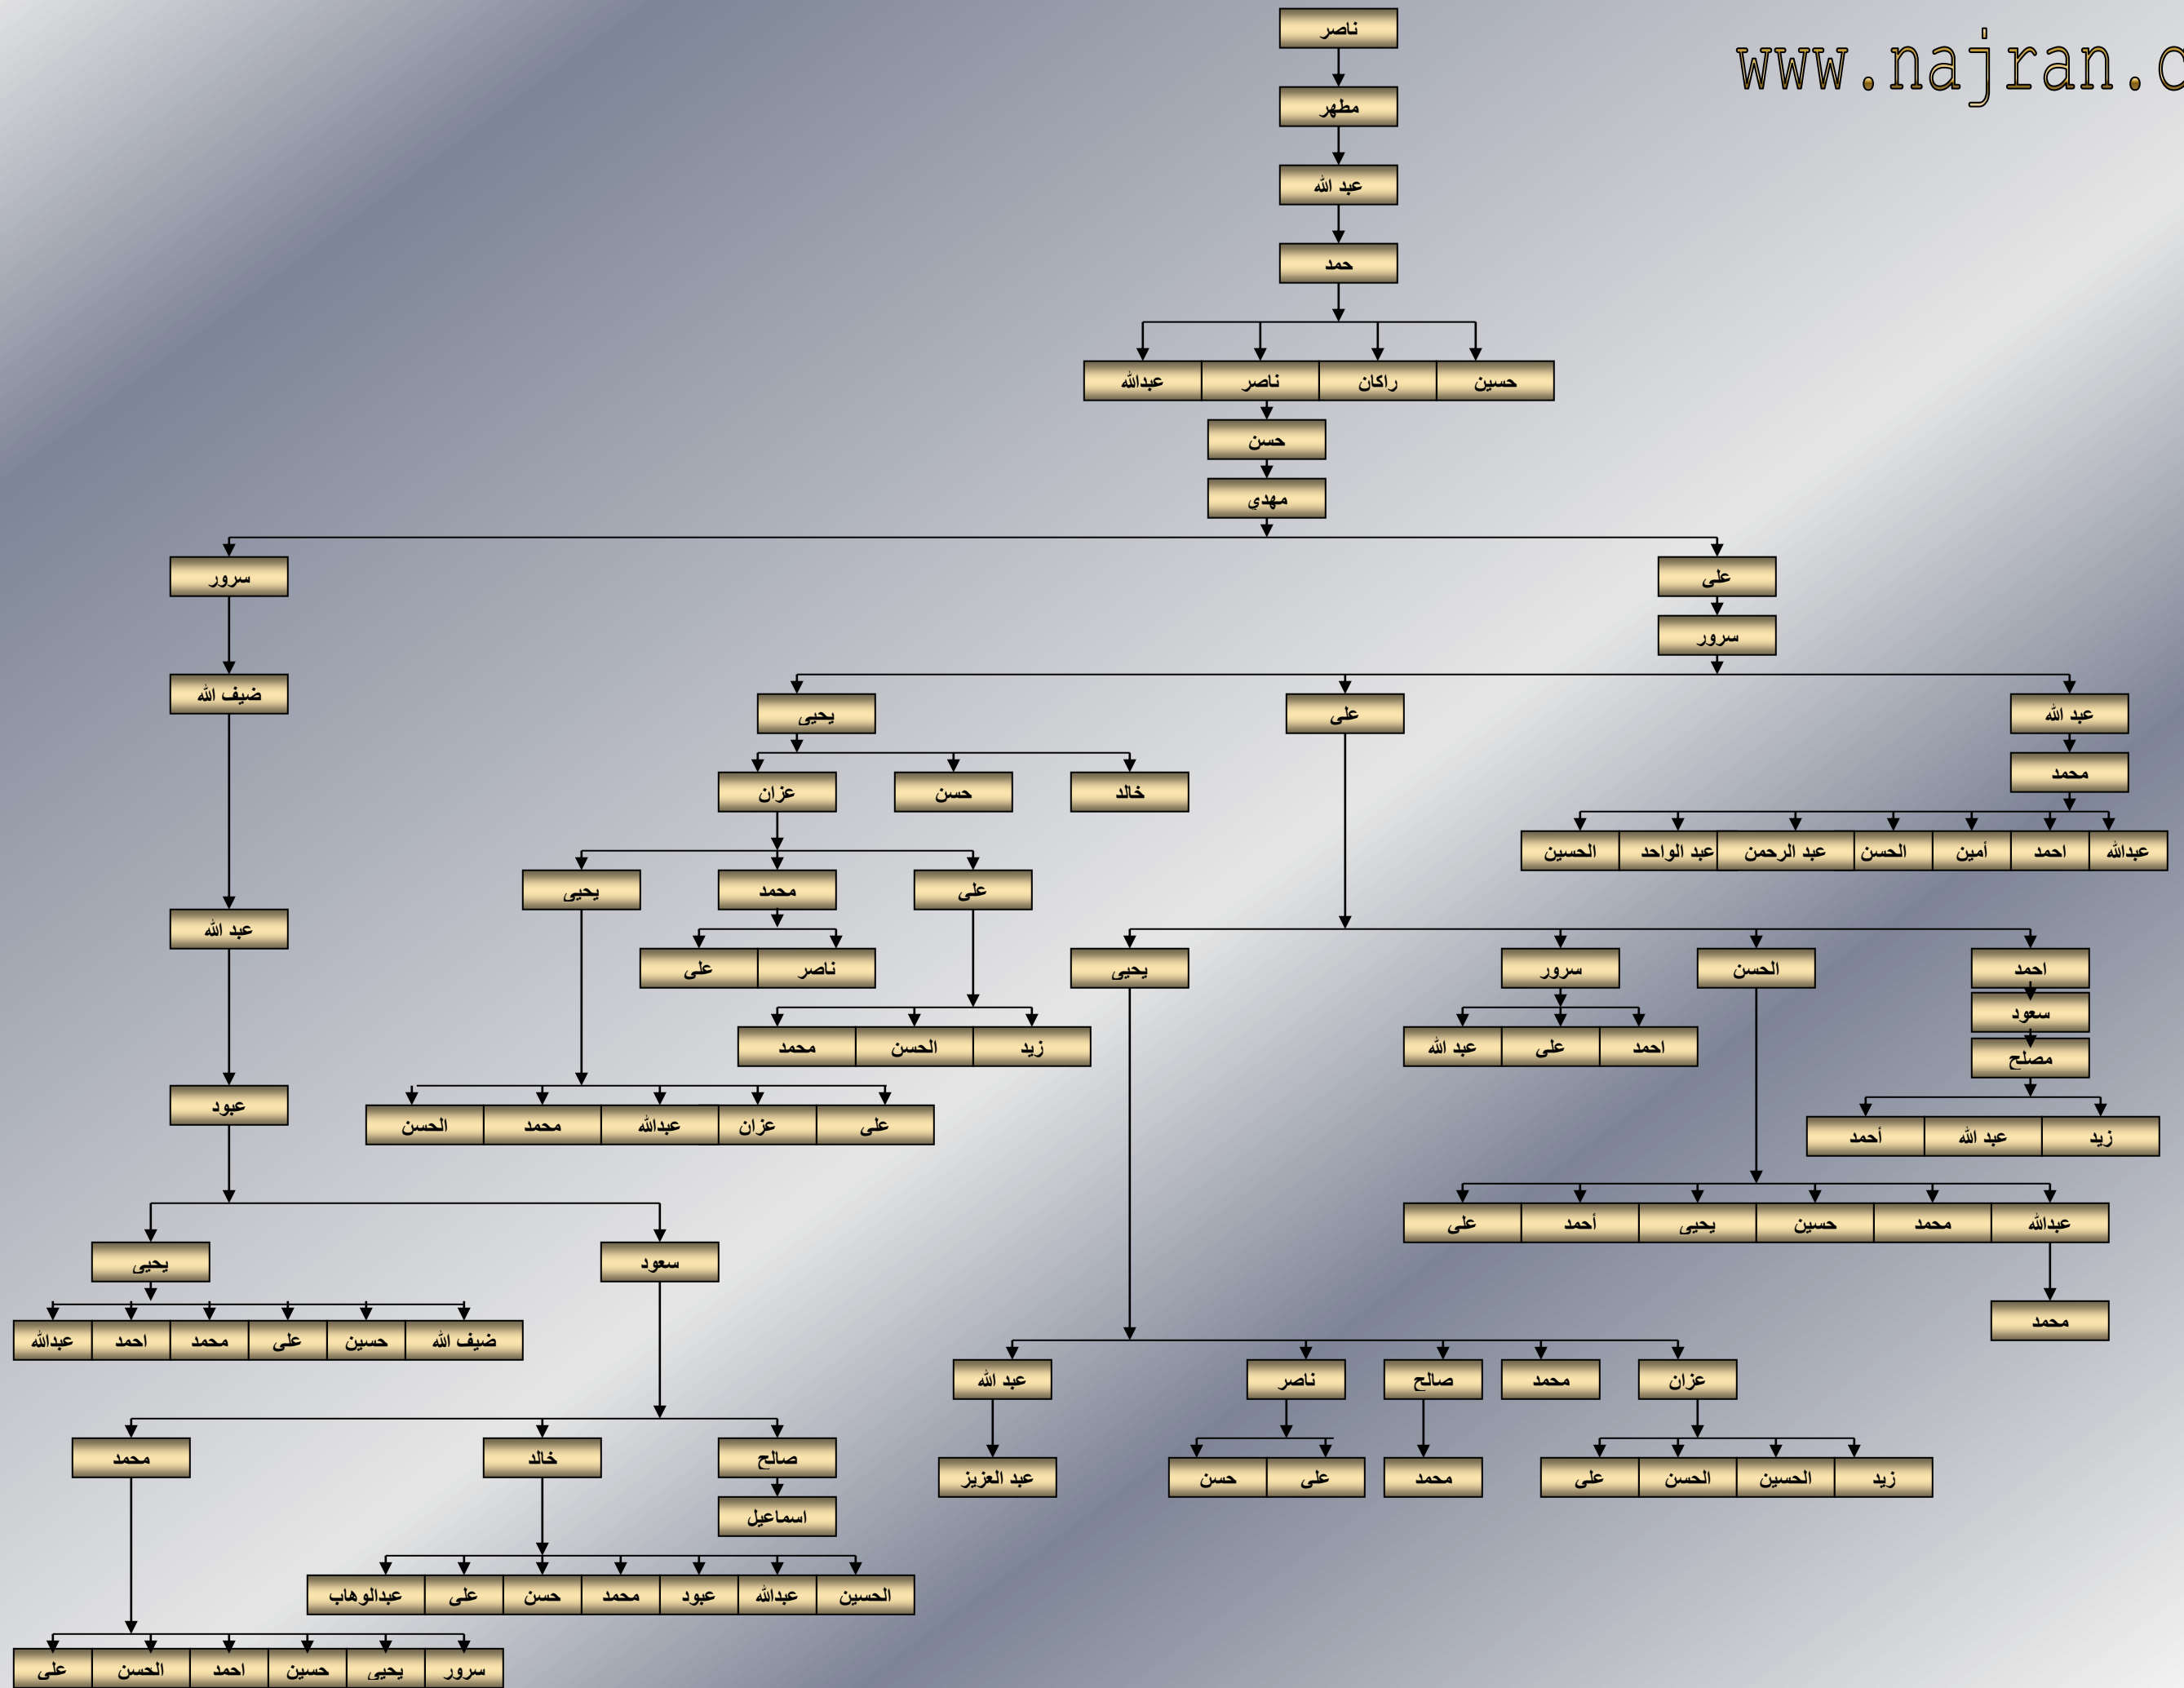 www.najran.c
ناصر
مطهر
عبد الله
حمد
حسين راكان ناصر عبدالله
حسن
مهدي
على سرور
سرور
ضيف الله
عبد الله على يحيى
محمد
خالد حسن عزان
عبدالله احمد أمين الحسن عبد الرحمن عبد الواحد الحسين
على محمد يحيى
عبد الله
احمد الحسن سرور يحيى ناصر على
سعود
احمد على عبد الله زيد الحسن محمد
مصلح
عبود
على عزان عبدالله محمد الحسن
زيد عبد الله أحمد
عبدالله محمد حسين يحيى أحمد على
سعود يحيى
محمد
ضيف الله حسين على محمد احمد عبدالله
عزان محمد صالح ناصر عبد الله
صالح خالد محمد
زيد الحسين الحسن على محمد على حسن عبد العزيز
اسماعيل
الحسين عبدالله عبود محمد حسن على عبدالوهاب
سرور يحيى حسين احمد الحسن على